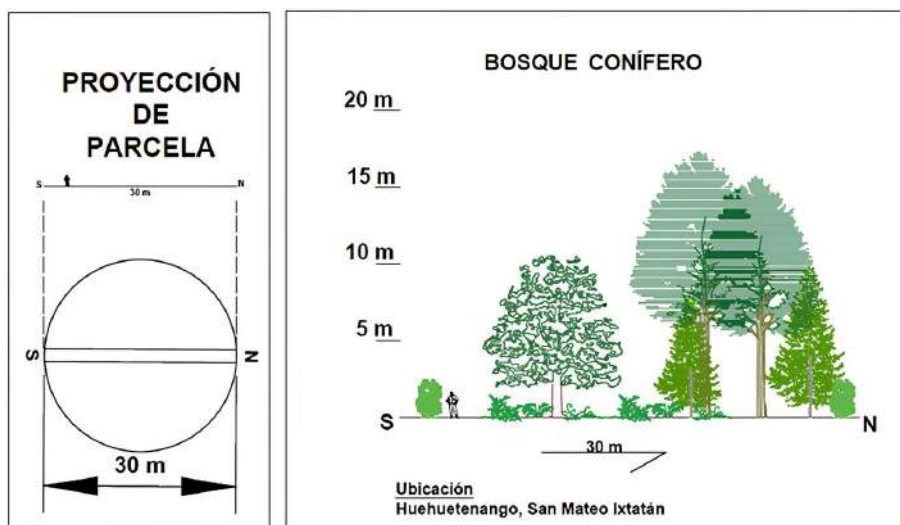 PROYECCIÓN
DE
PARCELA
S N
30 m
S N
30 m
BOSQUE CONÍFERO
20 m
15 m
10 m
5 m
S N
30 m
Ubicación
Huehuetenango, San Mateo Ixtatán